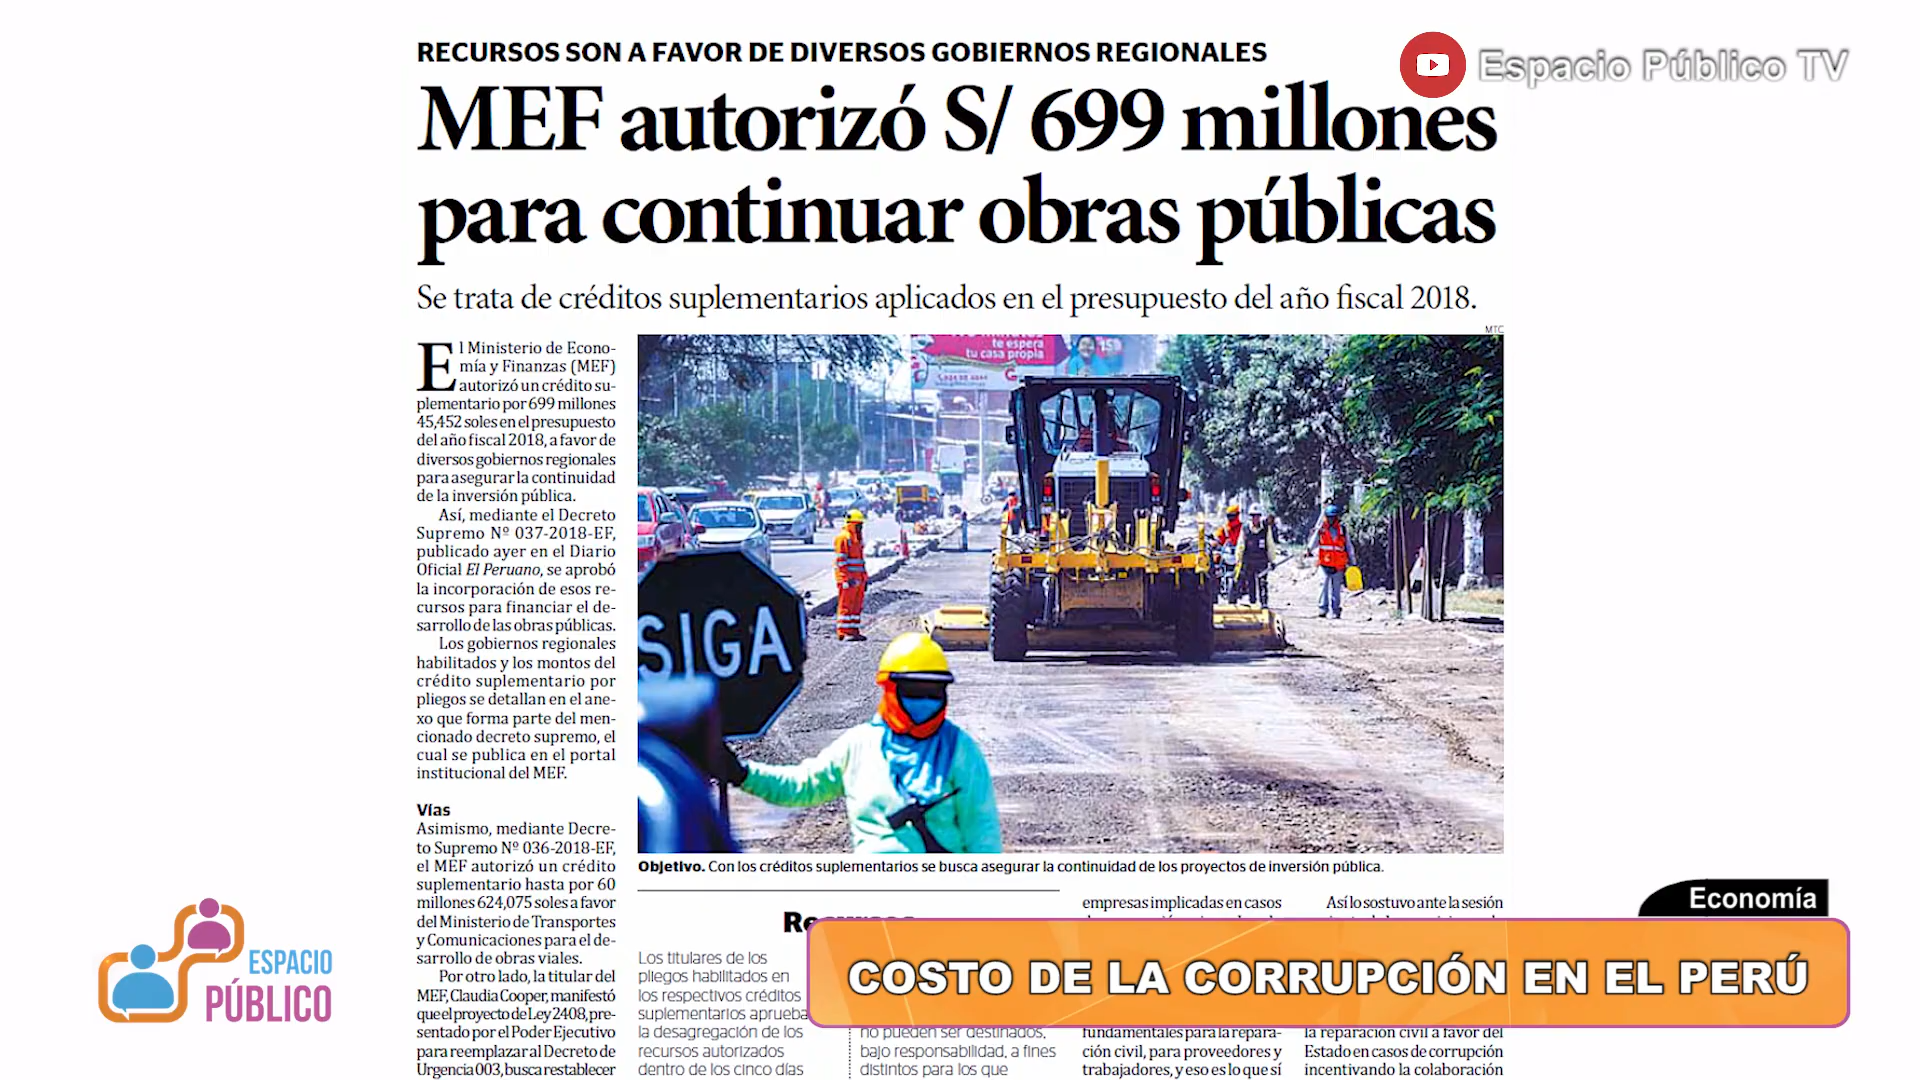 RECURSOS SON A FAVOR DE DIVERSOS GOBIERNOS REGIONALES
Espacio Público TV
MEF autorizó S/ 699 millones
para continuar obras públicas
Se trata de créditos suplementarios aplicados en el presupuesto del año fiscal 2018.
MTC
El Ministerio de Econo-
mía y Finanzas (MEF)
autorizó un crédito su-
plementario por 699 millones
45,452 soles en el presupuesto
del año fiscal 2018, a favor de
diversos gobiernos regionales
para asegurar la continuidad
de la inversión pública.
Así, mediante el Decreto
Supremo Nº 037-2018-EF,
publicado ayer en el Diario
Oficial El Peruano, se aprobó
la incorporación de esos re-
cursos para financiar el de-
sarrollo de las obras públicas.
Los gobiernos regionales
habilitados y los montos del
crédito suplementario por
pliegos se detallan en el ane-
xo que forma parte del men-
cionado decreto supremo, el
cual se publica en el portal
institucional del MEF.
Vías
Asimismo, mediante Decre-
to Supremo Nº 036-2018-EF,
el MEF autorizó un crédito
suplementario hasta por 60
millones 624,075 soles a favor
del Ministerio de Transportes
y Comunicaciones para el de-
sarrollo de obras viales.
Por otro lado, la titular del
MEF, Claudia Cooper, manifestó
que el proyecto de Ley 2408, pre-
sentado por el Poder Ejecutivo
para reemplazar al Decreto de
Urgencia 003, busca restablecer
te espera
tu casa propia
SIGA
Objetivo. Con los créditos suplementarios se busca asegurar la continuidad de los proyectos de inversión pública.
Recursos
Los titulares de los
pliegos habilitados en
los respectivos créditos
suplementarios aprueba
la desagregación de los
recursos autorizados
dentro de los cinco días
no pueden ser destinados,
bajo responsabilidad, a fines
distintos para los que
empresas implicadas en casos
fundamentales para la repara-
ción civil, para proveedores y
trabajadores, y eso es lo que sí
Así lo sostuvo ante la sesión
la reparación civil a favor del
Estado en casos de corrupción
incentivando la colaboración
Economía
COSTO DE LA CORRUPCIÓN EN EL PERÚ
ESPACIO
PÚBLICO